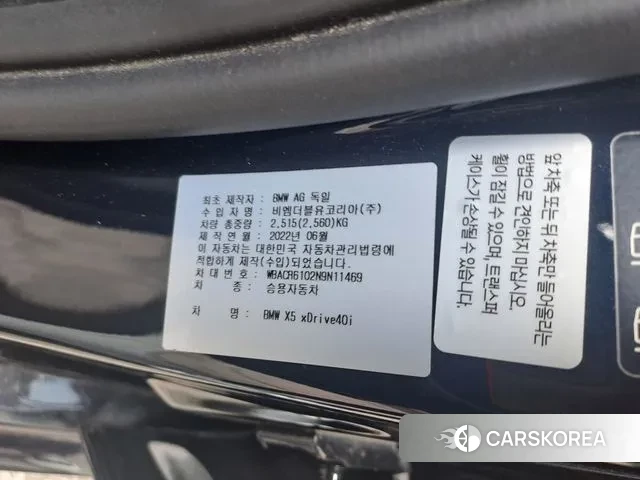 최초 제작자 : BMW AG 독일
수 입 자 명 : 비엠더블유코리아(주)
차량 총중량 : 2,515(2,560)KG
제 작 연 월 : 2022년 06월
이 자동차는 대한민국 자동차관리법령에
적합하게 제작(수입)되었습니다.
차 대 번 호 : WBACR6102N9N11469
차 종 : 승용자동차
차 명 : BMW X5 xDrive40i
앞 차축 또는 뒤 차축만 들어올리는
방법으로 견인하지 마십시오.
휠이 잠길 수 있으며, 트랜스퍼
케이스가 손상될 수 있습니다.
CARSKOREA